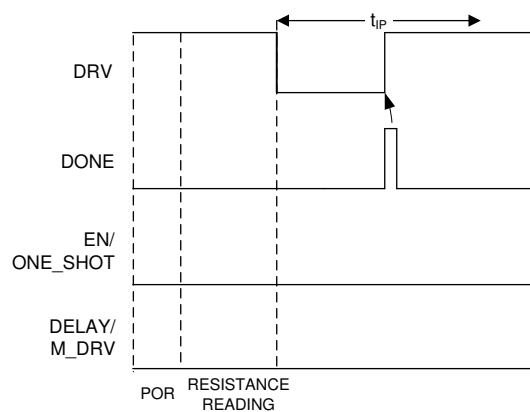 tIP
DRV
DONE
EN/
ONE_SHOT
DELAY/
M_DRV
POR
RESISTANCE
READING